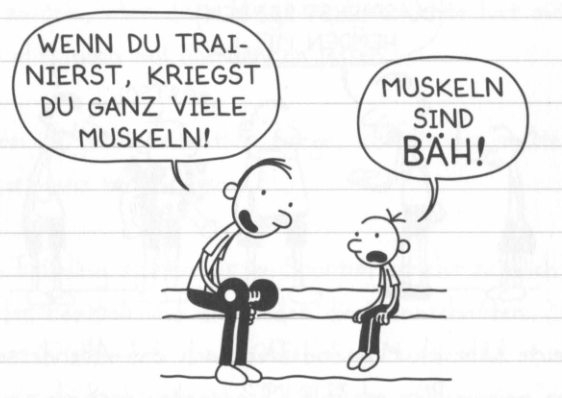 WENN DU TRAI-
NIERST, KRIEGST
DU GANZ VIELE
MUSKELN!
MUSKELN
SIND
BÄH!